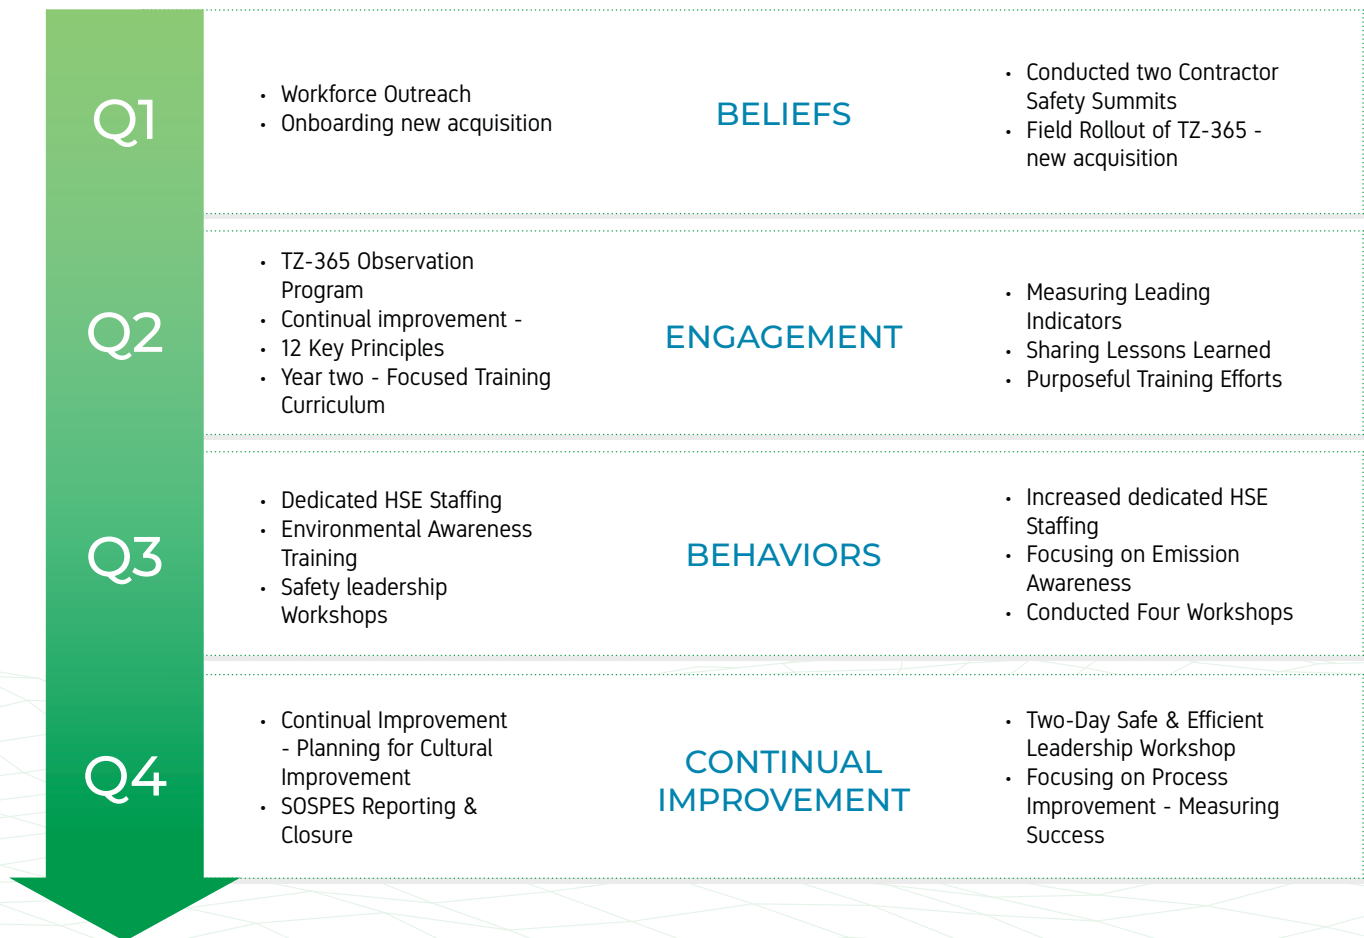 Q1
• Workforce Outreach
• Onboarding new acquisition
BELIEFS
• Conducted two Contractor
Safety Summits
• Field Rollout of TZ-365 -
new acquisition
Q2
• TZ-365 Observation
Program
• Continual improvement -
• 12 Key Principles
• Year two - Focused Training
Curriculum
ENGAGEMENT
• Measuring Leading
Indicators
• Sharing Lessons Learned
• Purposeful Training Efforts
Q3
• Dedicated HSE Staffing
• Environmental Awareness
Training
• Safety leadership
Workshops
BEHAVIORS
• Increased dedicated HSE
Staffing
• Focusing on Emission
Awareness
• Conducted Four Workshops
Q4
• Continual Improvement
- Planning for Cultural
Improvement
• SOSPES Reporting &
Closure
CONTINUAL
IMPROVEMENT
• Two-Day Safe & Efficient
Leadership Workshop
• Focusing on Process
Improvement - Measuring
Success